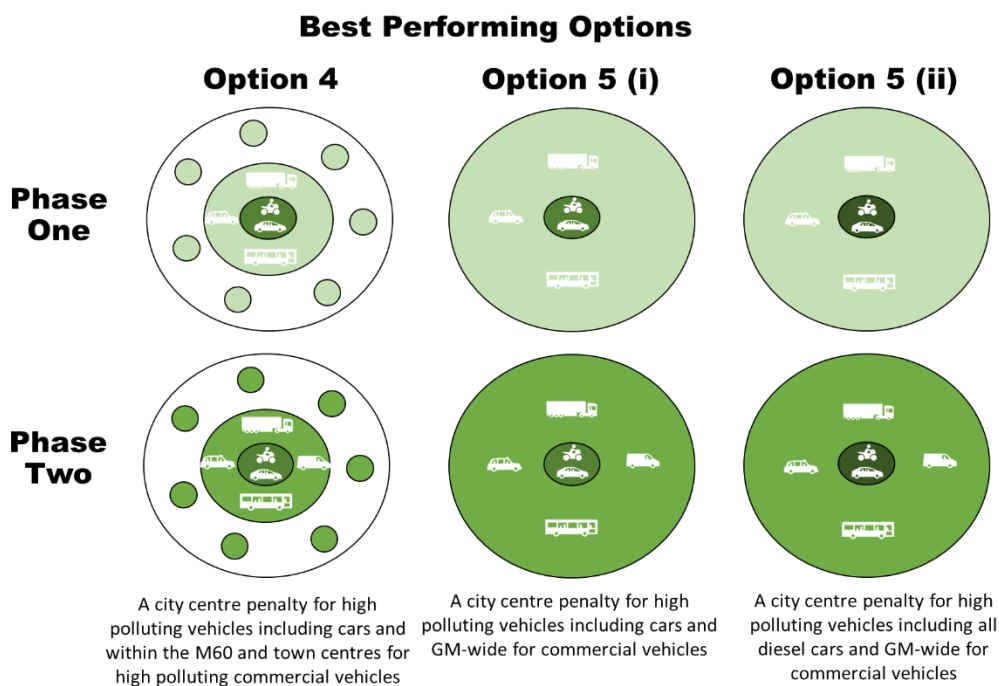 Best Performing Options
Option 4
Option 5 (i)
Option 5 (ii)
Phase
One
Phase
Two
A city centre penalty for high
polluting vehicles including cars and
within the M60 and town centres for
high polluting commercial vehicles
A city centre penalty for high
polluting vehicles including cars and
GM-wide for commercial vehicles
A city centre penalty for high
polluting vehicles including all
diesel cars and GM-wide for
commercial vehicles